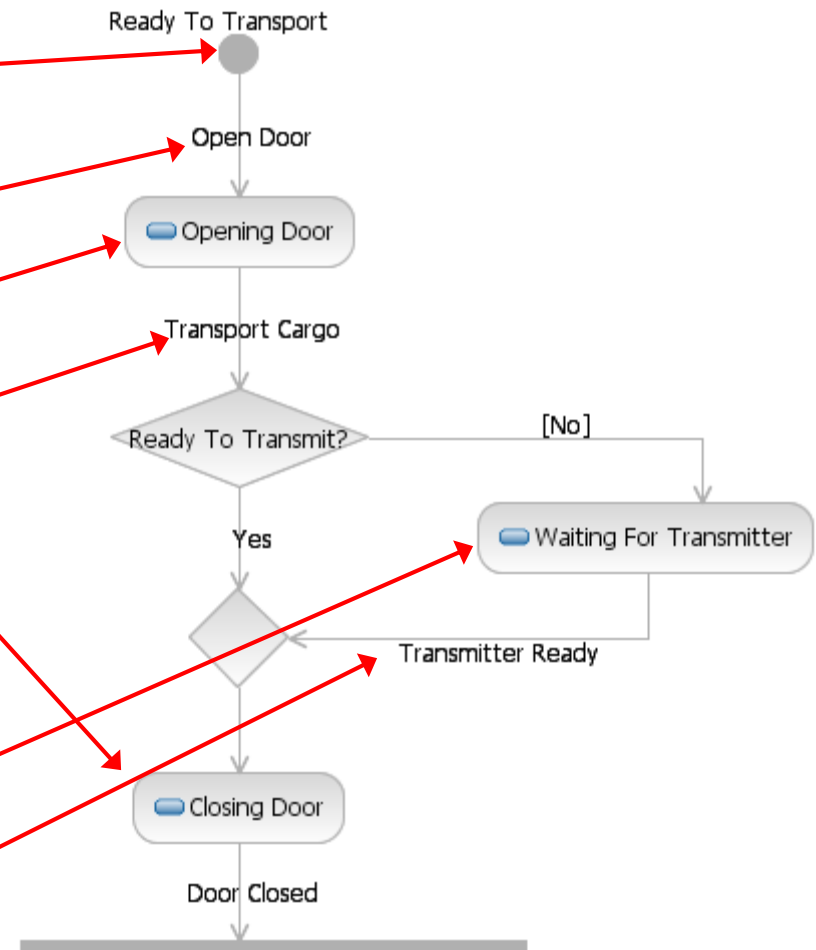 Ready To Transport
Open Door
Opening Door
Transport Cargo
[No]
Ready To Transmit?
Waiting For Transmitter
Yes
Transmitter Ready
Closing Door
Door Closed